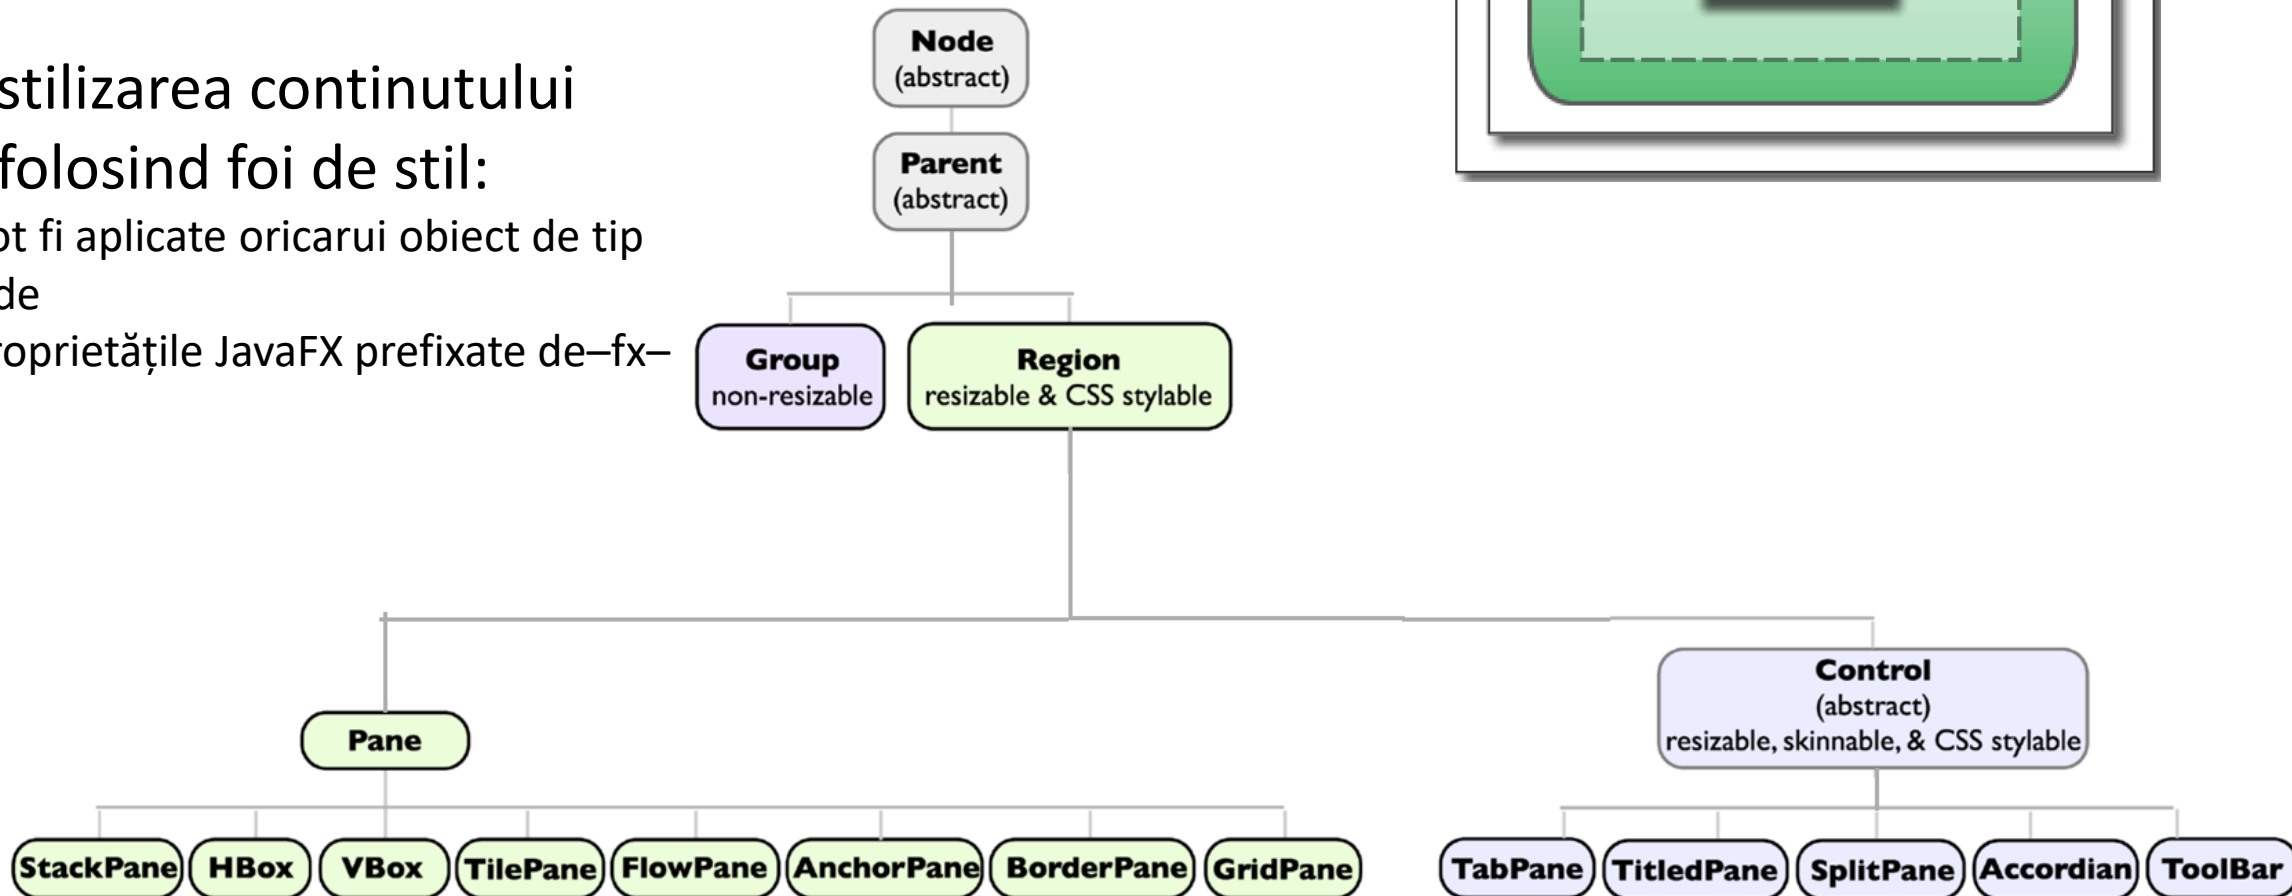 stilizarea continutului
folosind foi de stil:
ot fi aplicate oricarui obiect de tip
de
roprietățile JavaFX prefixate de–fx–
Node
(abstract)
Parent
(abstract)
Group
non-resizable
Region
resizable & CSS stylable
Pane
Control
(abstract)
resizable, skinnable, & CSS stylable
StackPane
HBox
VBox
TilePane
FlowPane
AnchorPane
BorderPane
GridPane
TabPane
TitledPane
SplitPane
Accordian
ToolBar